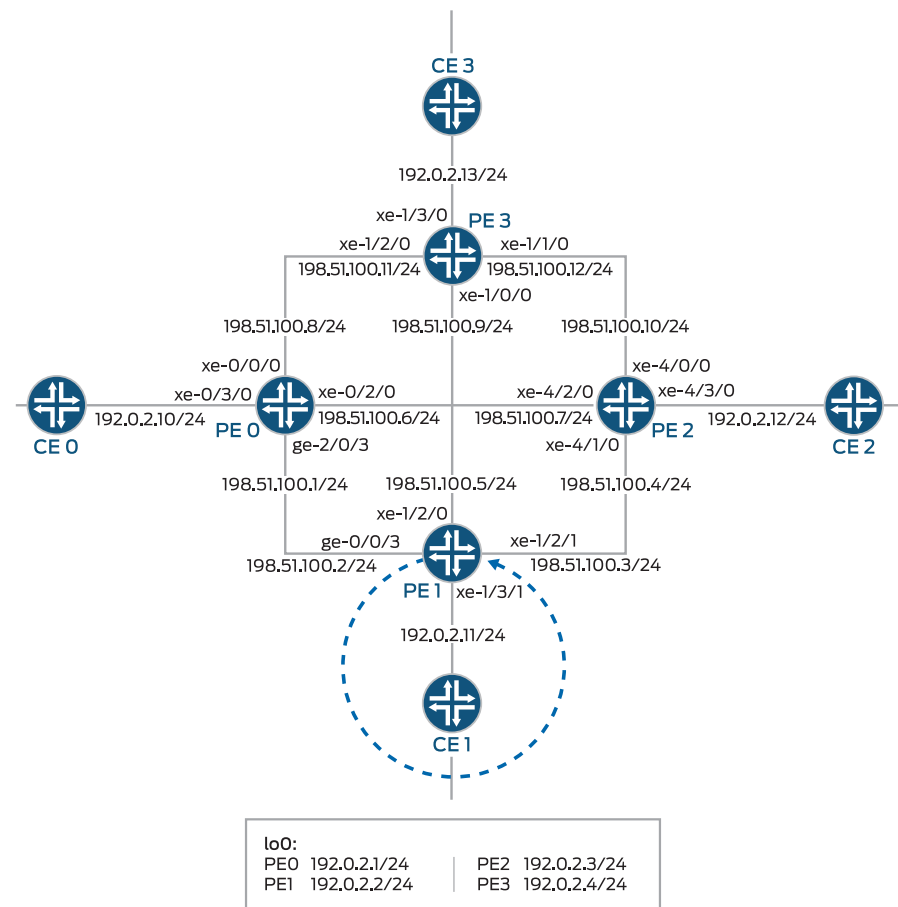 CE 3
192.0.2.13/24
xe-1/3/0
PE 3
xe-1/2/0
xe-1/1/0
198.51.100.11/24
198.51.100.12/24
xe-1/0/0
198.51.100.8/24
198.51.100.9/24
198.51.100.10/24
xe-0/0/0
xe-4/0/0
xe-0/3/0
xe-0/2/0
xe-4/2/0
xe-4/3/0
192.0.2.10/24
198.51.100.6/24
198.51.100.7/24
192.0.2.12/24
CE 0
PE 0
PE 2
CE 2
ge-2/0/3
xe-4/1/0
198.51.100.1/24
198.51.100.5/24
198.51.100.4/24
xe-1/2/0
ge-0/0/3
xe-1/2/1
198.51.100.2/24
198.51.100.3/24
PE 1
xe-1/3/1
192.0.2.11/24
CE 1
lo0:
PE0 192.0.2.1/24
PE2 192.0.2.3/24
PE1 192.0.2.2/24
PE3 192.0.2.4/24